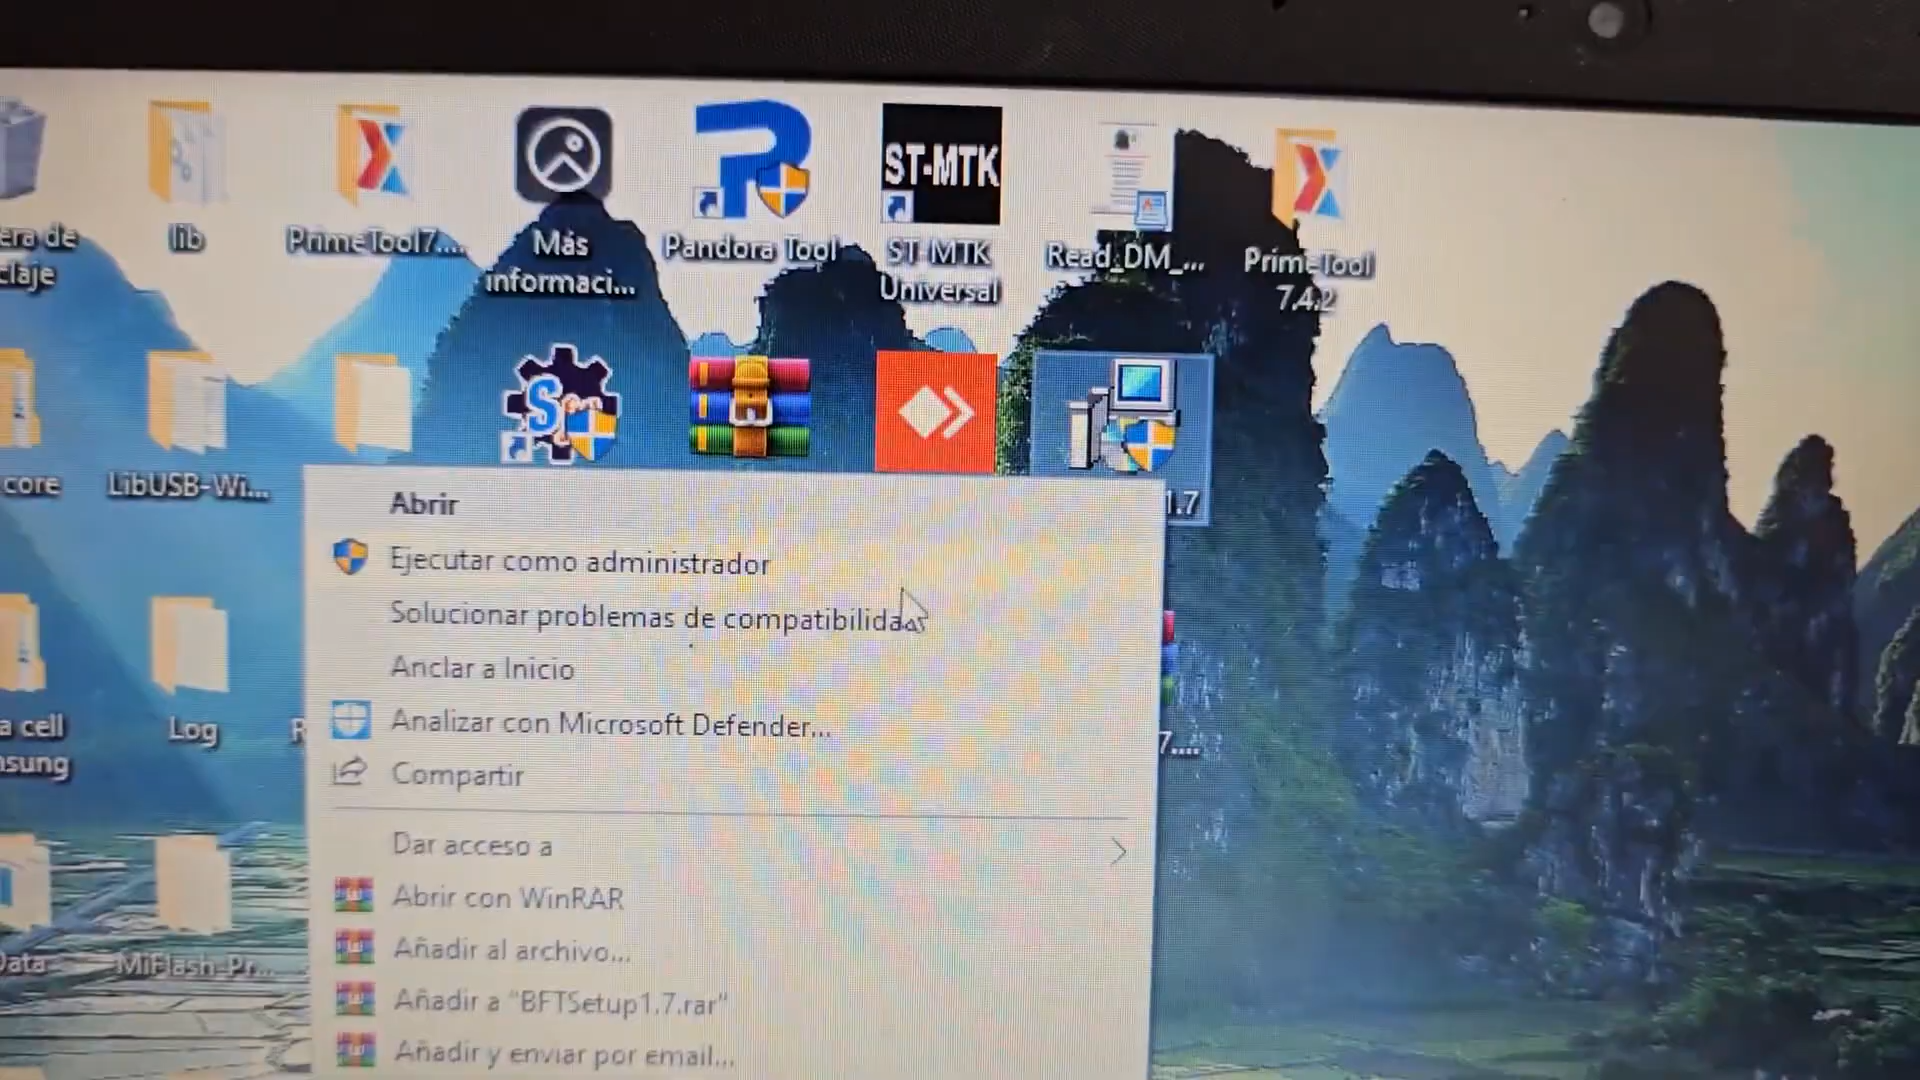 era de
claje
lib
PrimeTool7....
Más
informaci...
Pandora Tool
ST-MTK
ST MTK
Universal
Read_DM_...
PrimeTool
7.4.2
core
LibUSB-Wi...
1.7
Abrir
Ejecutar como administrador
Solucionar problemas de compatibilidad
Anclar a Inicio
Analizar con Microsoft Defender...
Compartir
Dar acceso a
Abrir con WinRAR
Añadir al archivo...
Añadir a "BFTSetup1.7.rar"
Añadir y enviar por email...
a cell
nsung
Log
R
7....
Data
MiFlash-Pr...